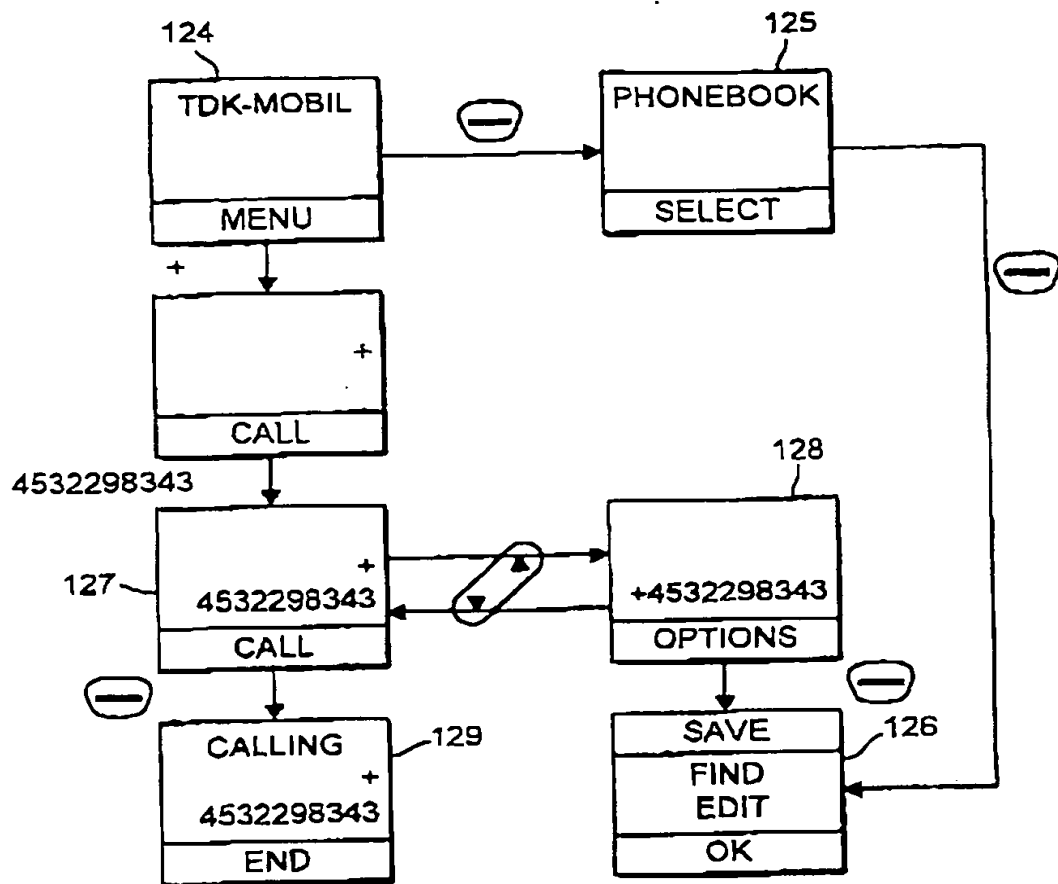 124
125
TDK-MOBIL
PHONEBOOK
MENU
SELECT
+
+
CALL
4532298343
128
127
+
4532298343
+4532298343
CALL
OPTIONS
129
126
CALLING
SAVE
+
FIND
4532298343
EDIT
END
OK